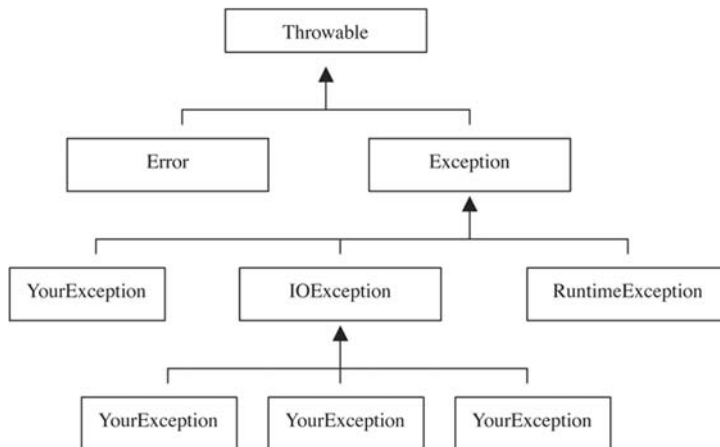 Throwable
Error
Exception
YourException
IOException
RuntimeException
YourException
YourException
YourException